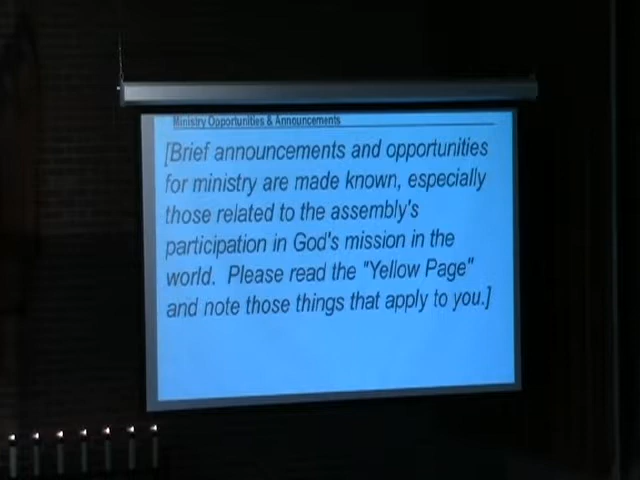 Ministry Opportunities & Announcements
[Brief announcements and opportunities
for ministry are made known, especially
those related to the assembly's
participation in God's mission in the
world. Please read the "Yellow Page"
and note those things that apply to you.]